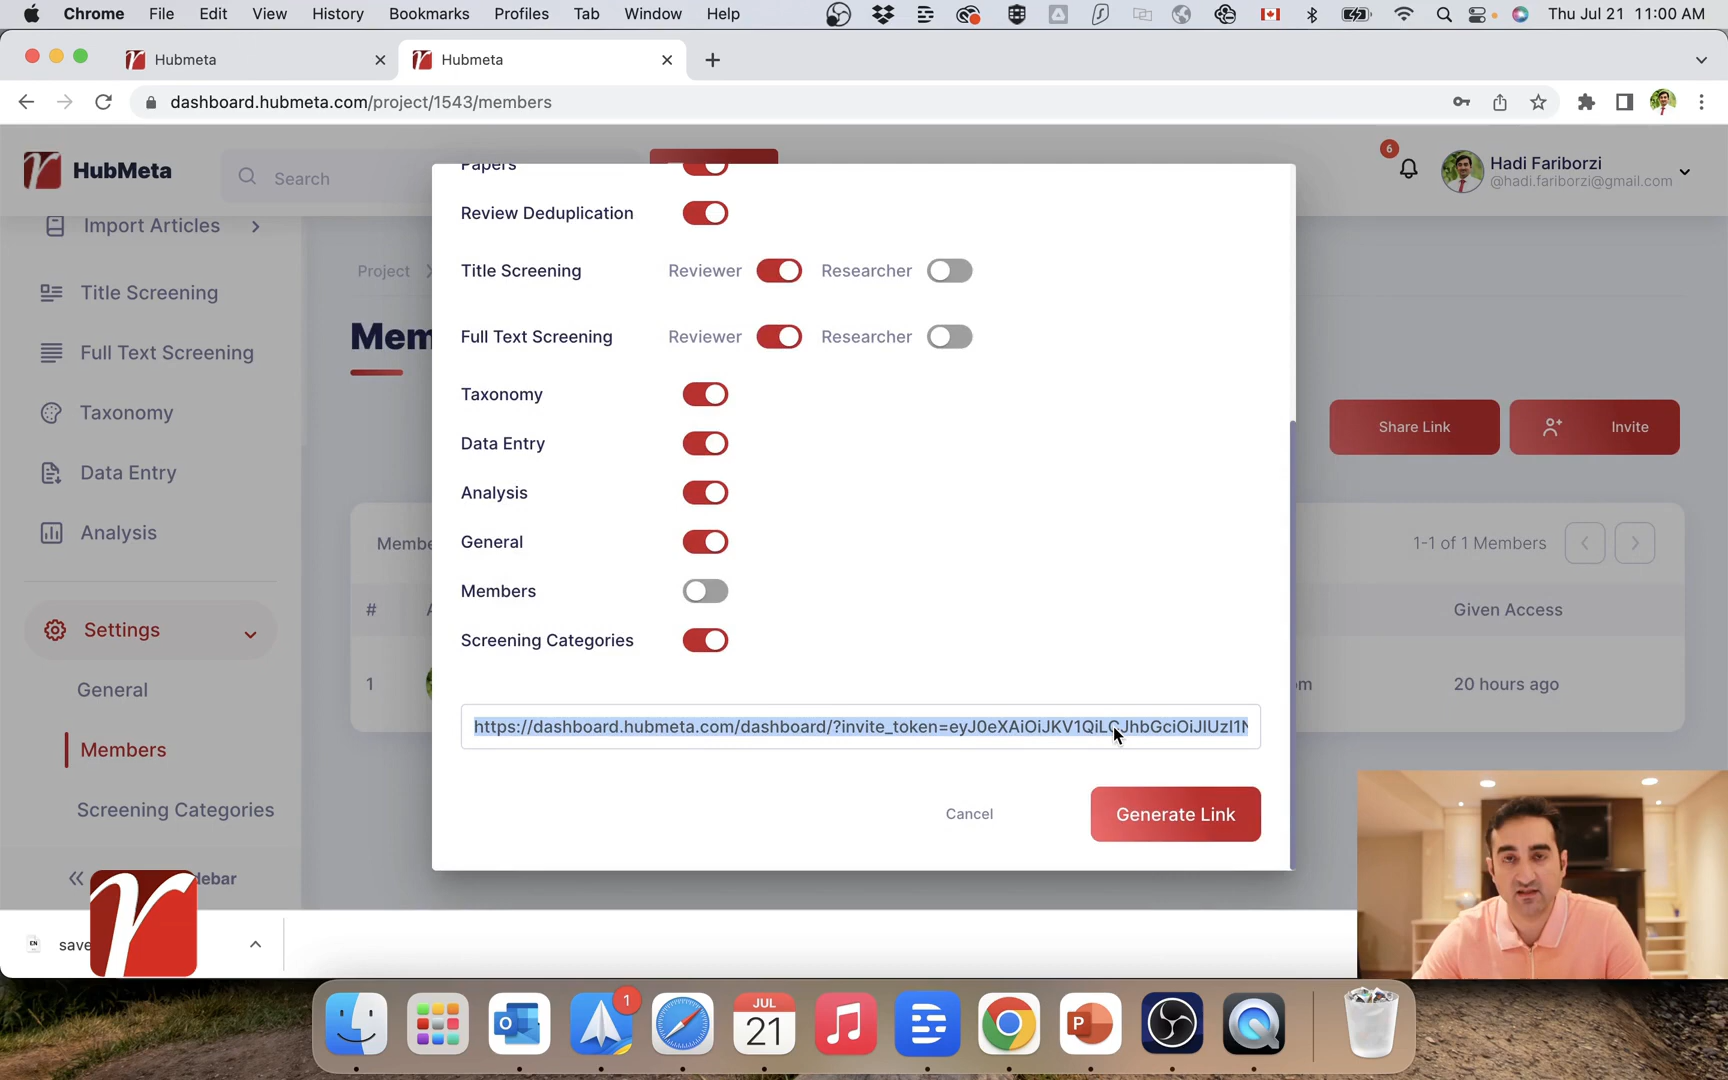 Chrome File Edit View History Bookmarks Profiles Tab Window Help Thu Jul 21 11:00 AM
Hubmeta
Hubmeta
dashboard.hubmeta.com/project/1543/members
HubMeta
Search
6
Hadi Fariborzi
@hadi.fariborzi@gmail.com
Import Articles
Title Screening
Full Text Screening
Taxonomy
Data Entry
Analysis
Settings
General
Members
Screening Categories
Project
Papers
Review Deduplication
Title Screening Reviewer Researcher
Full Text Screening Reviewer Researcher
Taxonomy
Data Entry
Analysis
General
Members
Screening Categories
https://dashboard.hubmeta.com/dashboard/?invite_token=
Cancel
Generate Link
Share Link
Invite
1-1 of 1 Members
#
Given Access
1
20 hours ago
1
JUL
21